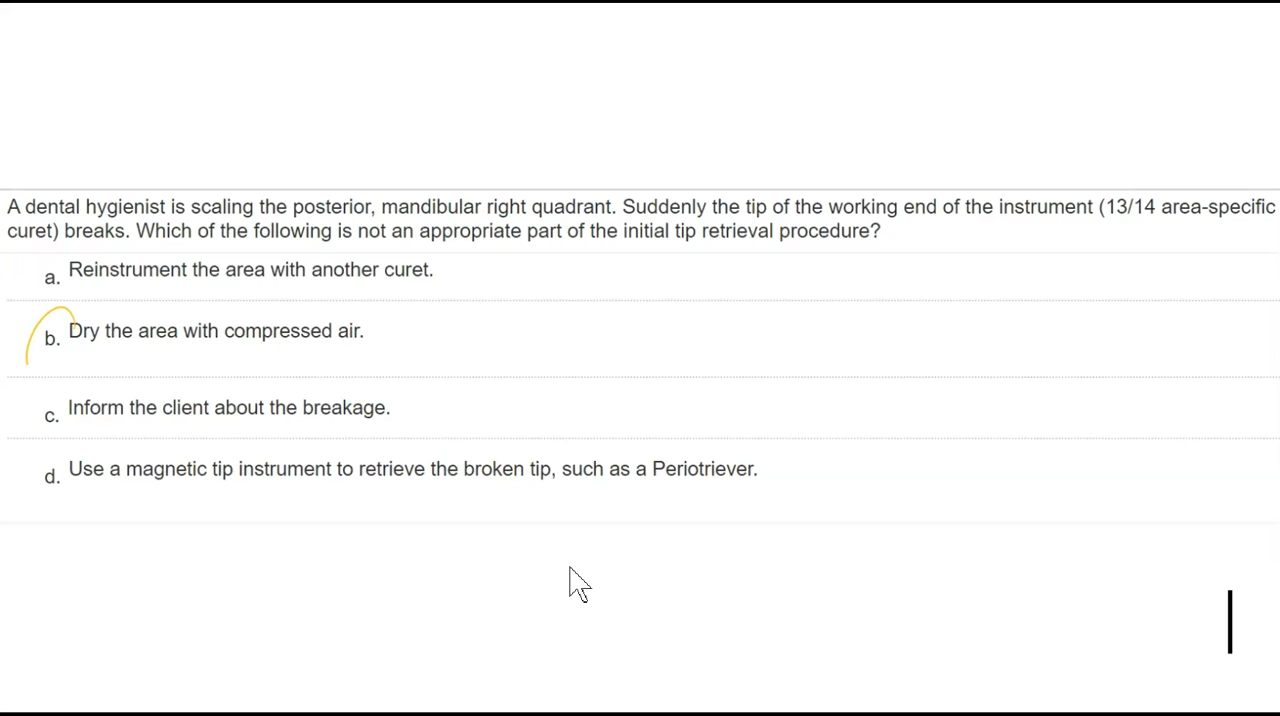 A dental hygienist is scaling the posterior, mandibular right quadrant. Suddenly the tip of the working end of the instrument (13/14 area-specific
curet) breaks. Which of the following is not an appropriate part of the initial tip retrieval procedure?
a. Reinstrument the area with another curet.
b. Dry the area with compressed air.
c. Inform the client about the breakage.
d. Use a magnetic tip instrument to retrieve the broken tip, such as a Periotriever.